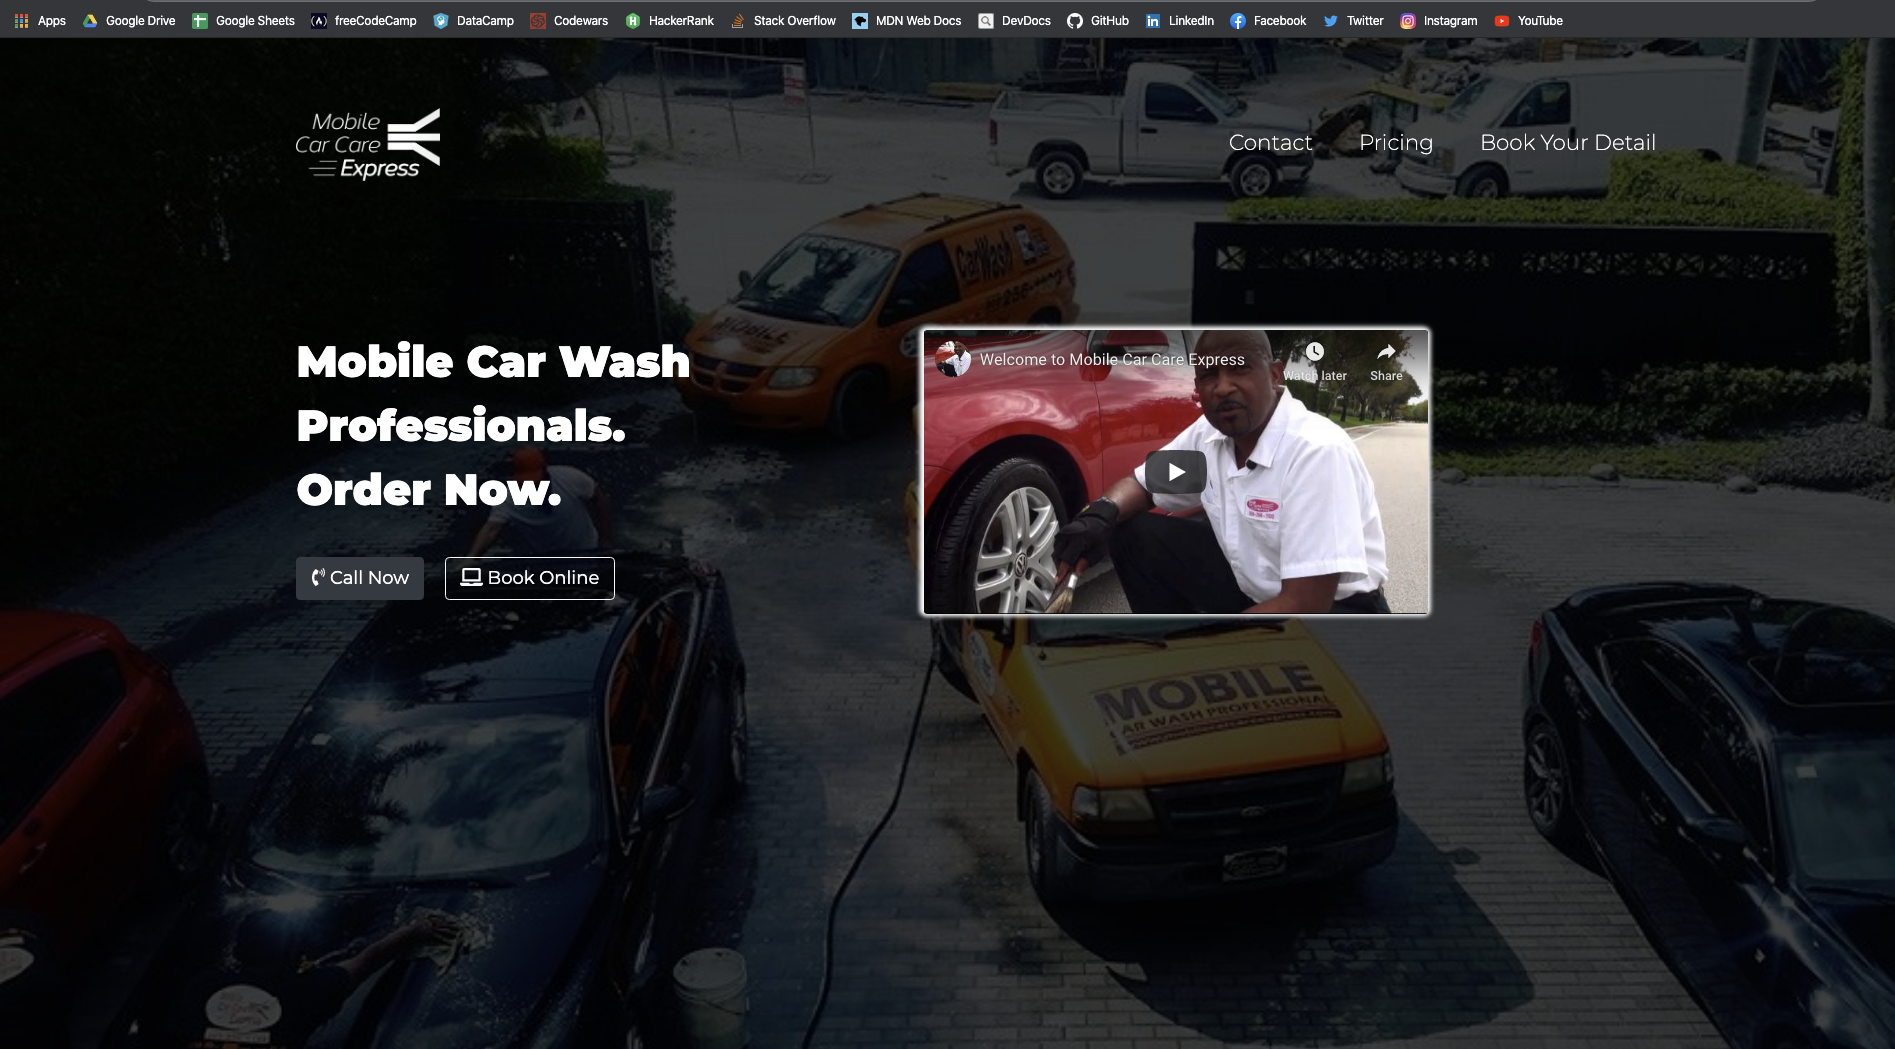 Apps Google Drive Google Sheets freeCodeCamp DataCamp Codewars HackerRank Stack Overflow MDN Web Docs DevDocs GitHub LinkedIn Facebook Twitter Instagram YouTube
Mobile
Car Care
Express
Contact Pricing Book Your Detail
CarWash
Mobile Car Wash
Professionals.
Order Now.
Welcome to Mobile Car Care Express
Watch later Share
Call Now Book Online
MOBILE
CAR WASH PROFESSIONAL